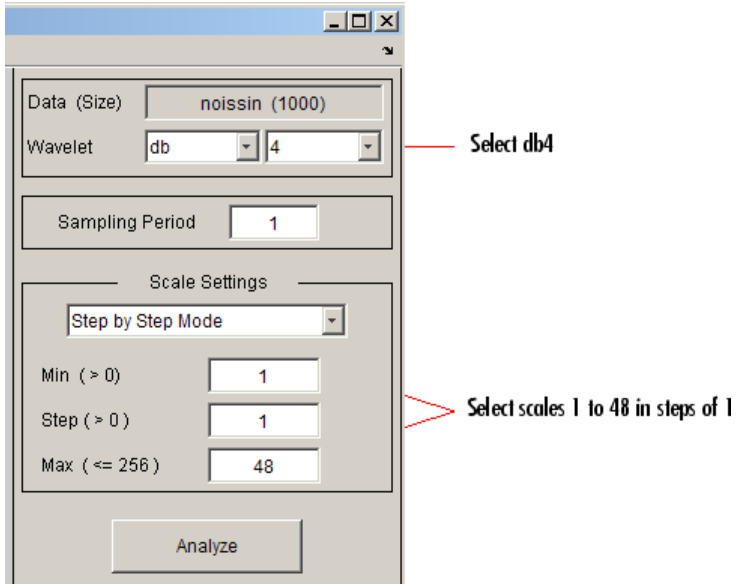 Data (Size) noissin (1000)
Wavelet db 4 Select db4
Sampling Period 1
Scale Settings
Step by Step Mode
Min ( > 0) 1
Step ( > 0 ) 1 Select scales 1 to 48 in steps of 1
Max ( <= 256 ) 48
Analyze